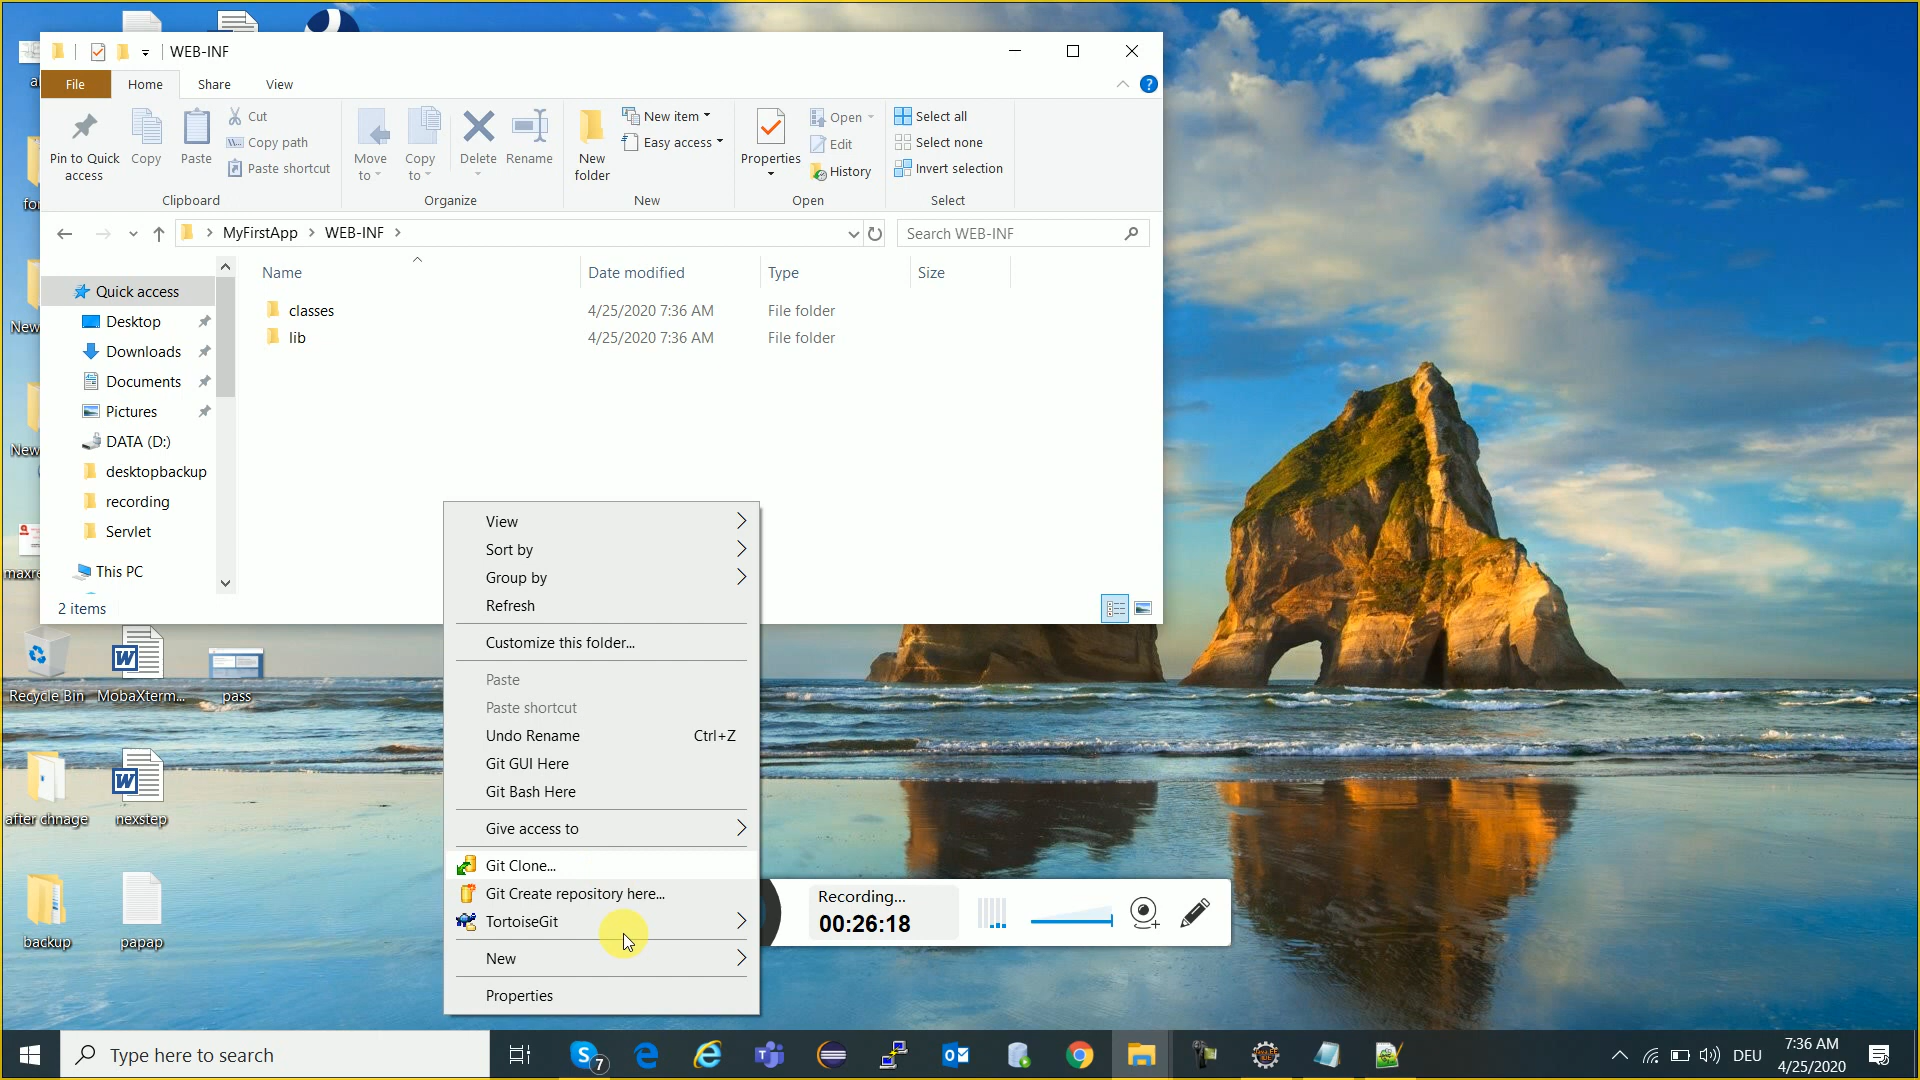 WEB-INF
File
Home
Share
View
Pin to Quick access
Copy
Paste
Cut
Copy path
Paste shortcut
Clipboard
Move to
Copy to
Delete
Rename
Organize
New folder
New item
Easy access
New
Properties
Open
Edit
History
Open
Select all
Select none
Invert selection
Select
MyFirstApp
WEB-INF
Search WEB-INF
Name
Date modified
Type
Size
classes
4/25/2020 7:36 AM
File folder
lib
4/25/2020 7:36 AM
File folder
Quick access
Desktop
Downloads
Documents
Pictures
DATA (D:)
desktopbackup
recording
Servlet
This PC
2 items
View
Sort by
Group by
Refresh
Customize this folder...
Paste
Paste shortcut
Undo Rename Ctrl+Z
Git GUI Here
Git Bash Here
Give access to
Git Clone...
Git Create repository here...
TortoiseGit
New
Properties
Recording...
00:26:18
New
New
Recycle Bin
MobaXterm...
pass
after chnage
nexstep
backup
papap
Type here to search
7
DEU
7:36 AM
4/25/2020